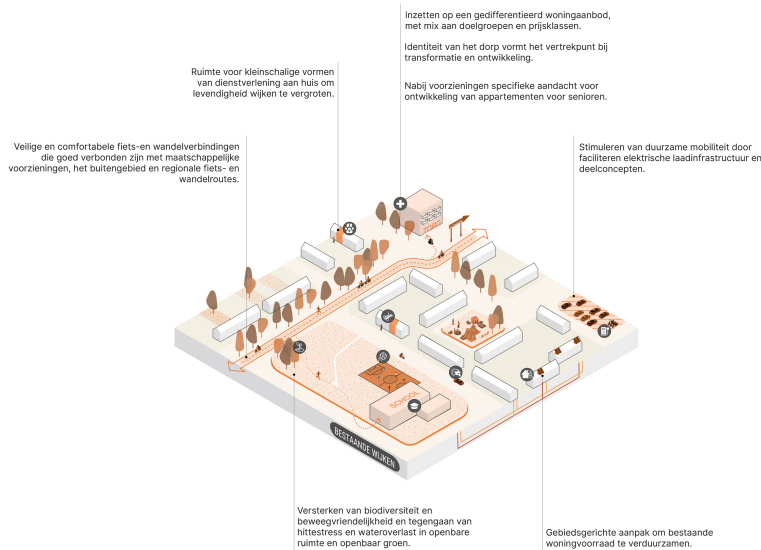 Inzetten op een gedifferentieerd woningaanbod,
met mix aan doelgroepen en prijsklassen.
Identiteit van het dorp vormt het vertrekpunt bij
transformatie en ontwikkeling.
Nabij voorzieningen specifieke aandacht voor
ontwikkeling van appartementen voor senioren.
Ruimte voor kleinschalige vormen
van dienstverlening aan huis om
levendigheid wijken te vergroten.
Veilige en comfortabele fiets-en wandelverbindingen
die goed verbonden zijn met maatschappelijke
voorzieningen, het buitengebied en regionale fiets- en
wandelroutes.
Stimuleren van duurzame mobiliteit door
faciliteren elektrische laadinfrastructuur en
deelconcepten.
ZORG
SCHOOL
BESTAANDE WIJKEN
Versterken van biodiversiteit en
beweegvriendelijkheid en tegengaan van
hittestress en wateroverlast in openbare
ruimte en openbaar groen.
Gebiedsgerichte aanpak om bestaande
woningvoorraad te verduurzamen.